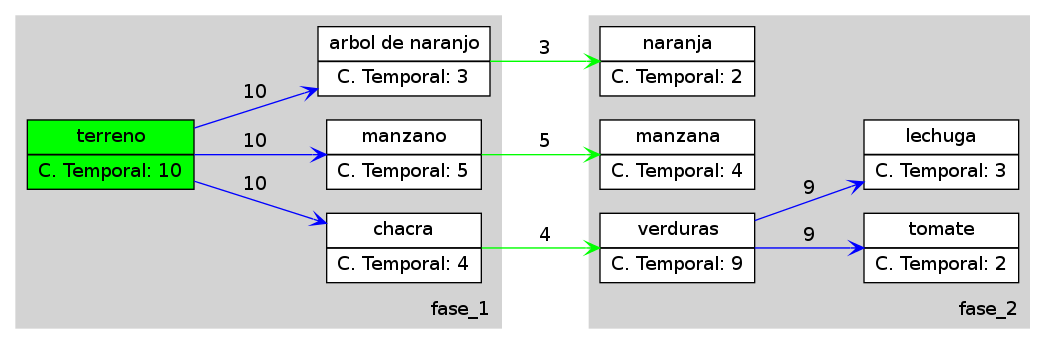 terreno
C. Temporal: 10
10
10
10
arbol de naranjo
C. Temporal: 3
manzano
C. Temporal: 5
chacra
C. Temporal: 4
fase_1
3
5
4
naranja
C. Temporal: 2
manzana
C. Temporal: 4
verduras
C. Temporal: 9
9
9
lechuga
C. Temporal: 3
tomate
C. Temporal: 2
fase_2